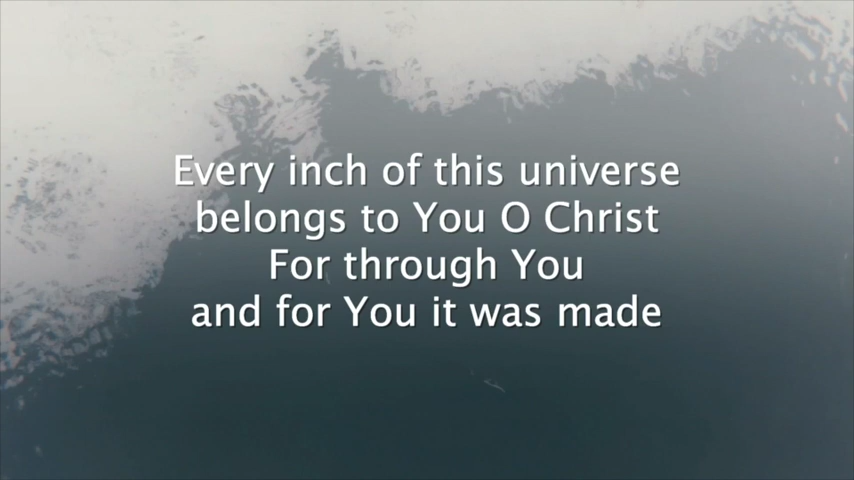 Every inch of this universe
belongs to You O Christ
For through You
and for You it was made